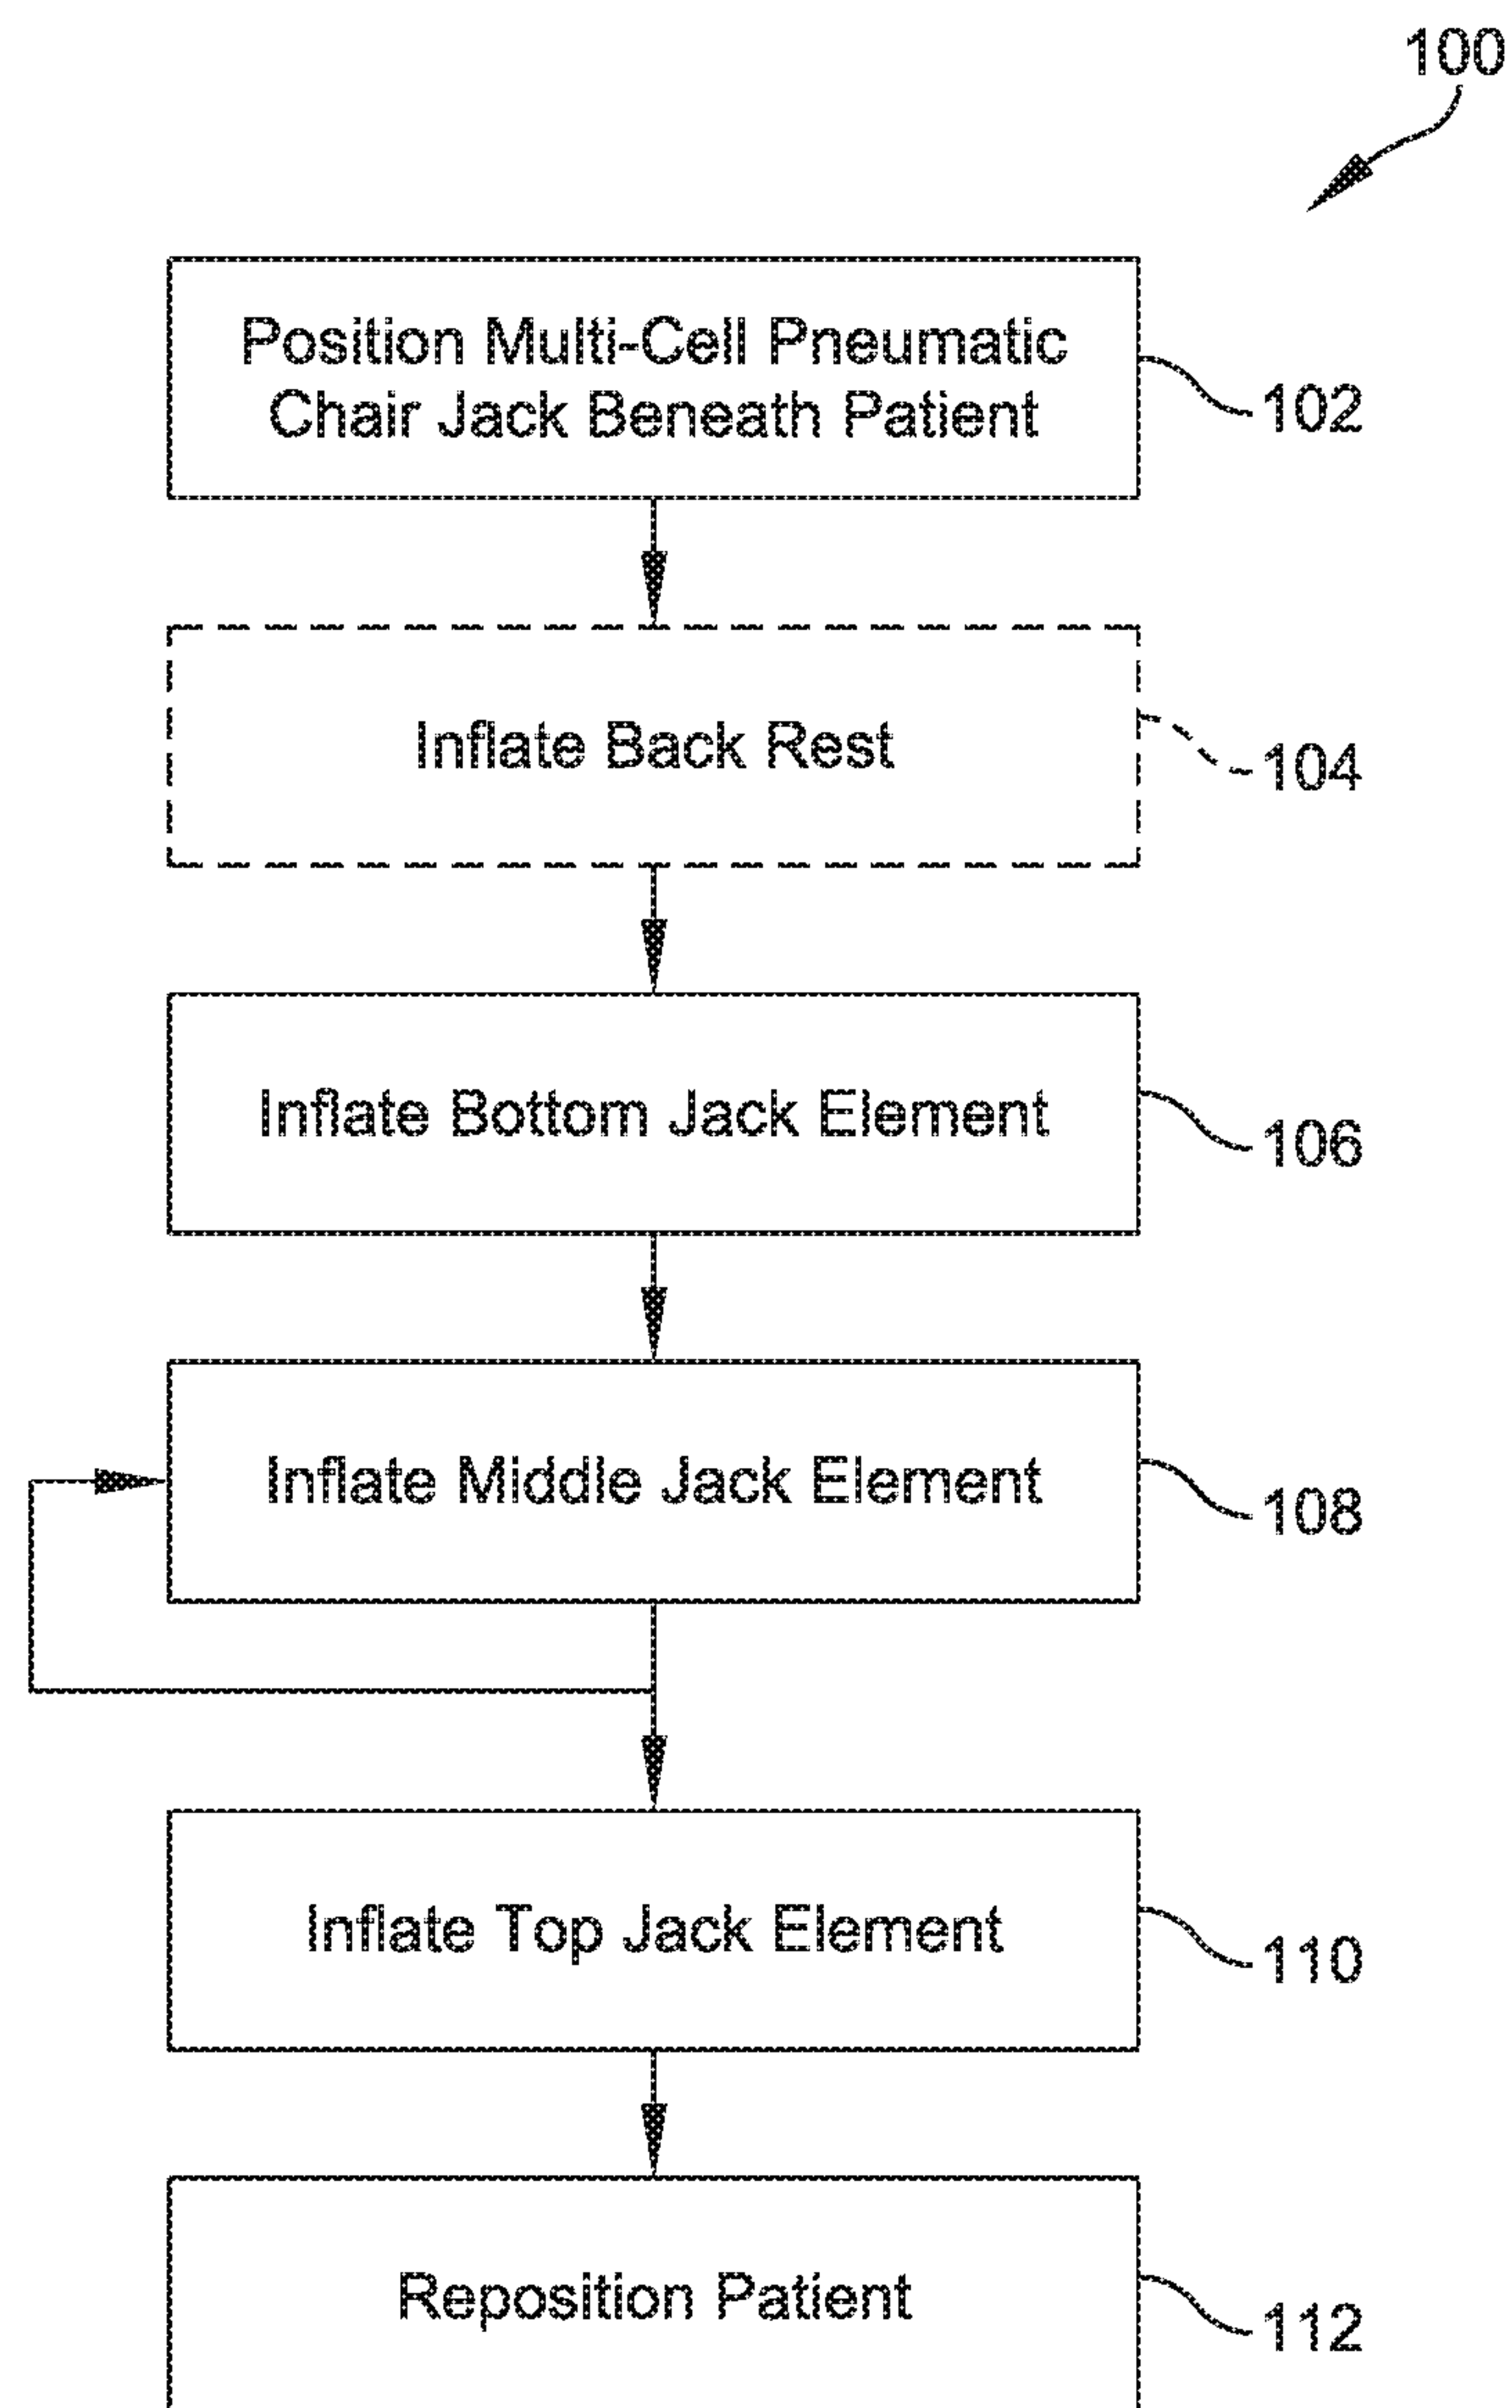 100
Position Multi-Cell Pneumatic
Chair Jack Beneath Patient
102
Inflate Back Rest
104
Inflate Bottom Jack Element
106
Inflate Middle Jack Element
108
Inflate Top Jack Element
110
Reposition Patient
112